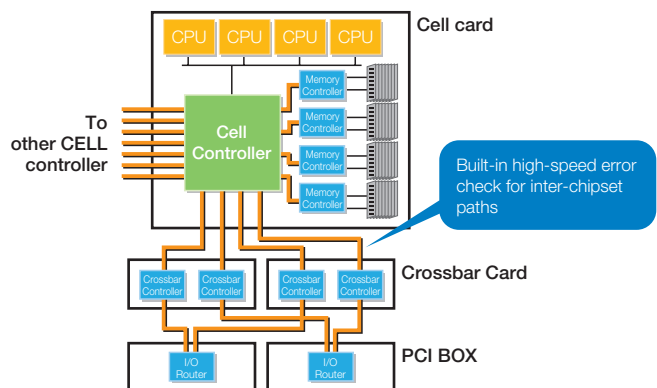 Cell card
CPU
CPU
CPU
CPU
Memory
Controller
Memory
Controller
Memory
Controller
Memory
Controller
Cell
Controller
To
other CELL
controller
Built-in high-speed error
check for inter-chipset
paths
Crossbar
Controller
Crossbar
Controller
Crossbar
Controller
Crossbar
Controller
Crossbar Card
I/O
Router
I/O
Router
PCI BOX